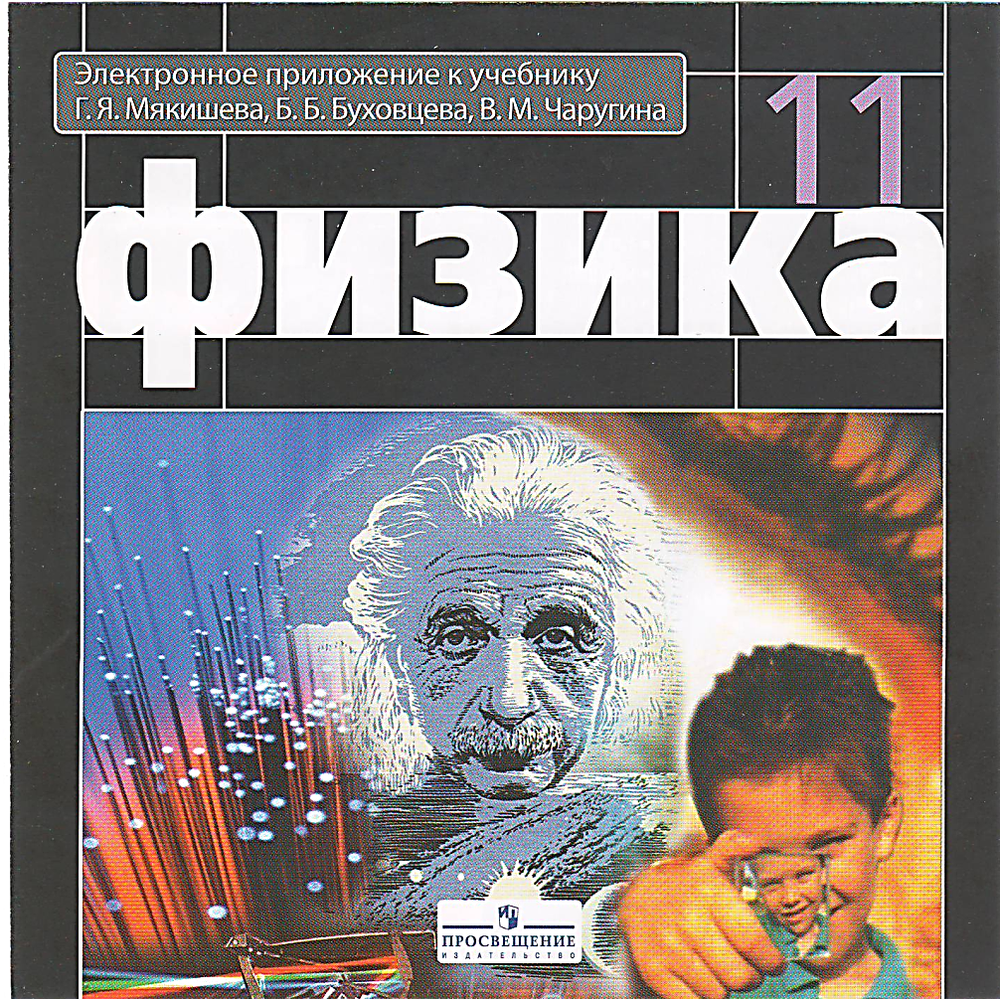 Электронное приложение к учебнику
Г. Я. Мякишева, Б. Б. Буховцева, В. М. Чаругина
11
физика
ПРОСВЕЩЕНИЕ
ИЗДАТЕЛЬСТВО